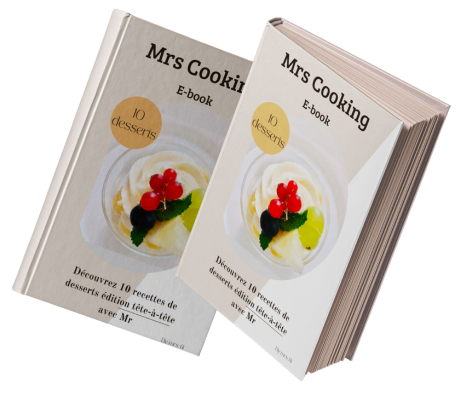 Mrs Cookin
E-book
10
desserts
Découvrez 10 recettes de
desserts édition tête-à-tête
avec Mr
Mrs Cooking
E-book
10
desserts
Découvrez 10 recettes de
desserts édition tête-à-tête
avec Mr